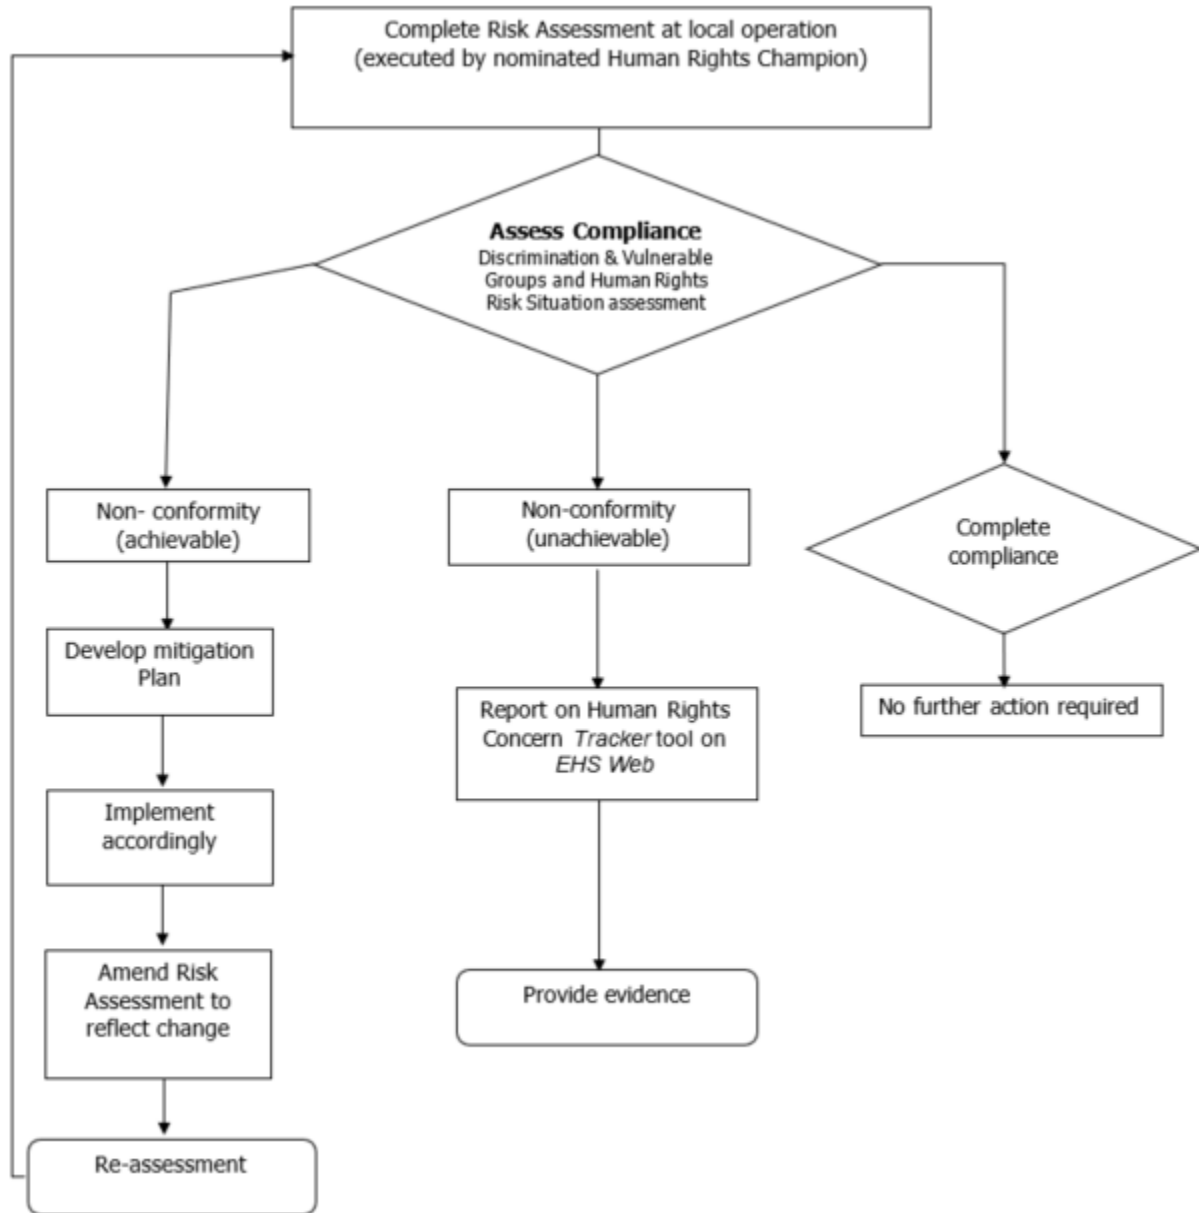 Complete Risk Assessment at local operation
(executed by nominated Human Rights Champion)
Assess Compliance
Discrimination & Vulnerable
Groups and Human Rights
Risk Situation assessment
Non- conformity
(achievable)
Non-conformity
(unachievable)
Complete
compliance
Develop mitigation
Plan
Report on Human Rights
Concern Tracker tool on
EHS Web
No further action required
Implement
accordingly
Amend Risk
Assessment to
reflect change
Provide evidence
Re-assessment